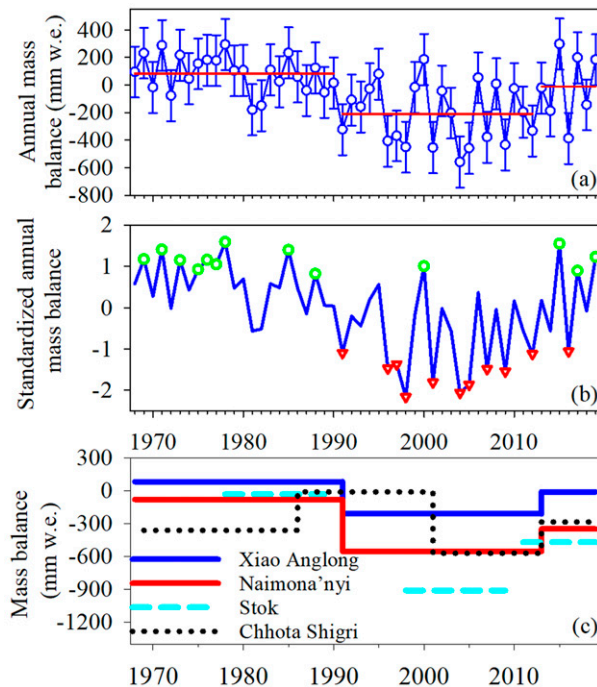 400
200
0
-200
-400
-600
-800
Annual mass
balance (mm w.e.)
(a)
2
1
0
-1
-2
Standardized annual
mass balance
(b)
1970 1980 1990 2000 2010
300
0
-300
-600
-900
-1200
Mass balance
(mm w.e.)
Xiao Anglong
Naimona'nyi
Stok
Chhota Shigri
(c)
1970 1980 1990 2000 2010